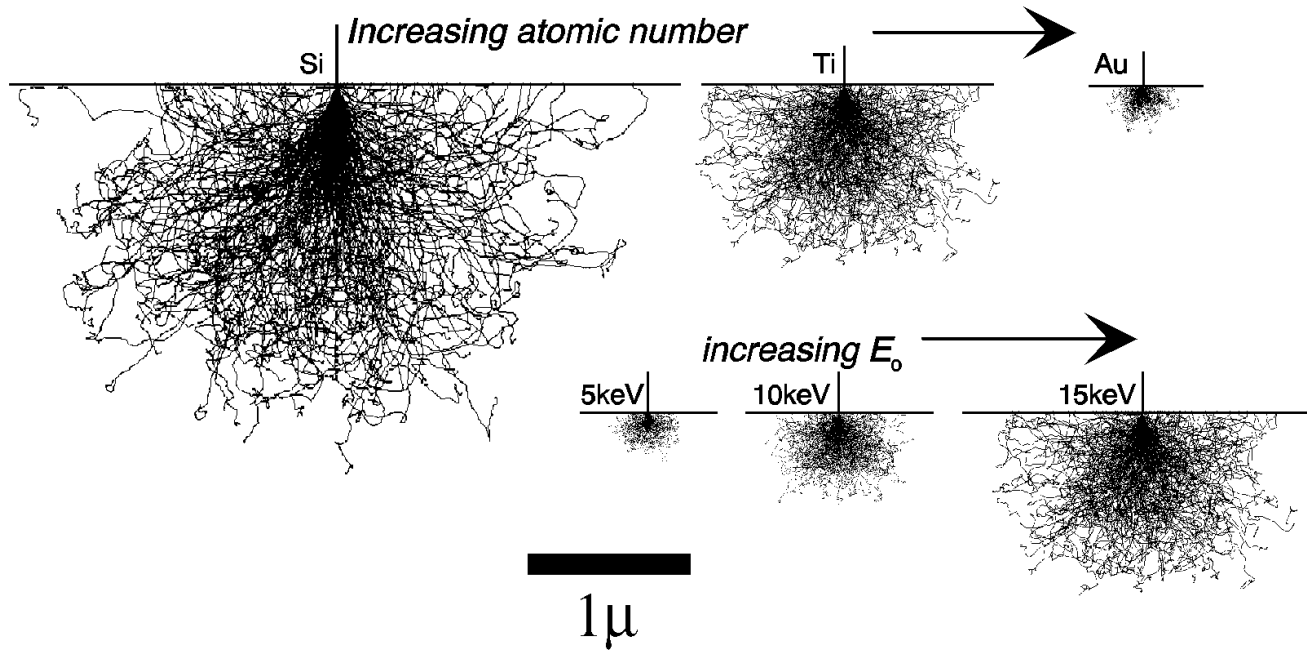 Increasing atomic number
Si
Ti
Au
increasing Eo
5keV
10keV
15keV
1μ